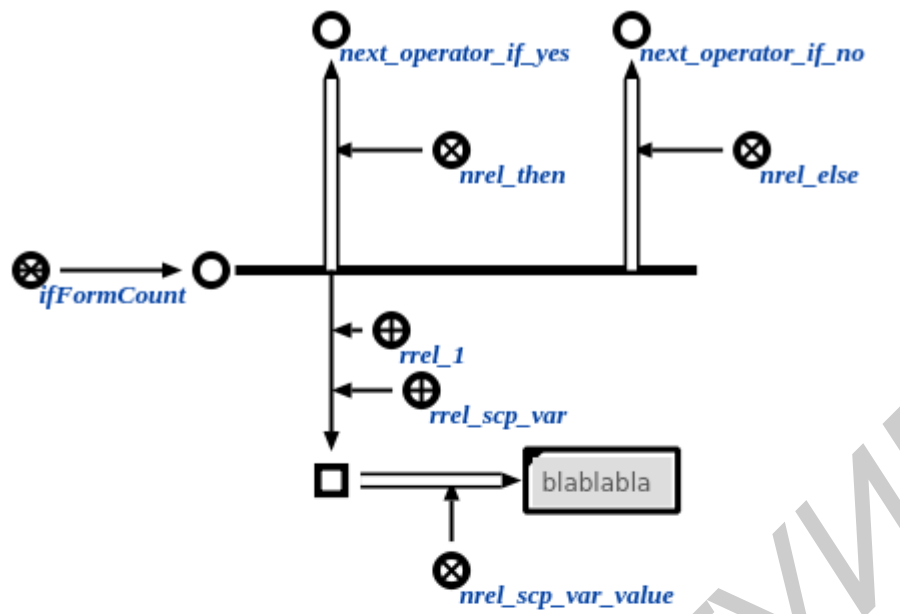 next_operator_if_yes
next_operator_if_no
nrel_then
nrel_else
ifFormCount
rrel_1
rrel_scp_var
blablabla
nrel_scp_var_value